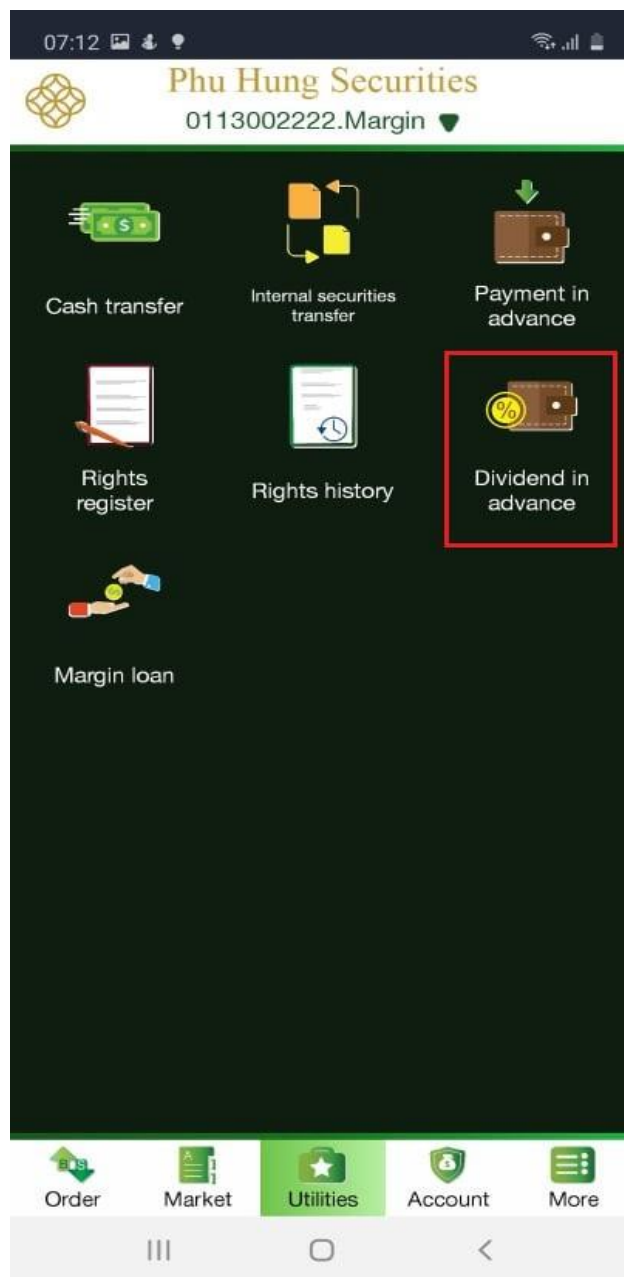 07:12
Phu Hung Securities
0113002222.Margin
Cash transfer
Internal securities
transfer
Payment in
advance
Rights
register
Rights history
Dividend in
advance
Margin loan
Order
Market
Utilities
Account
More